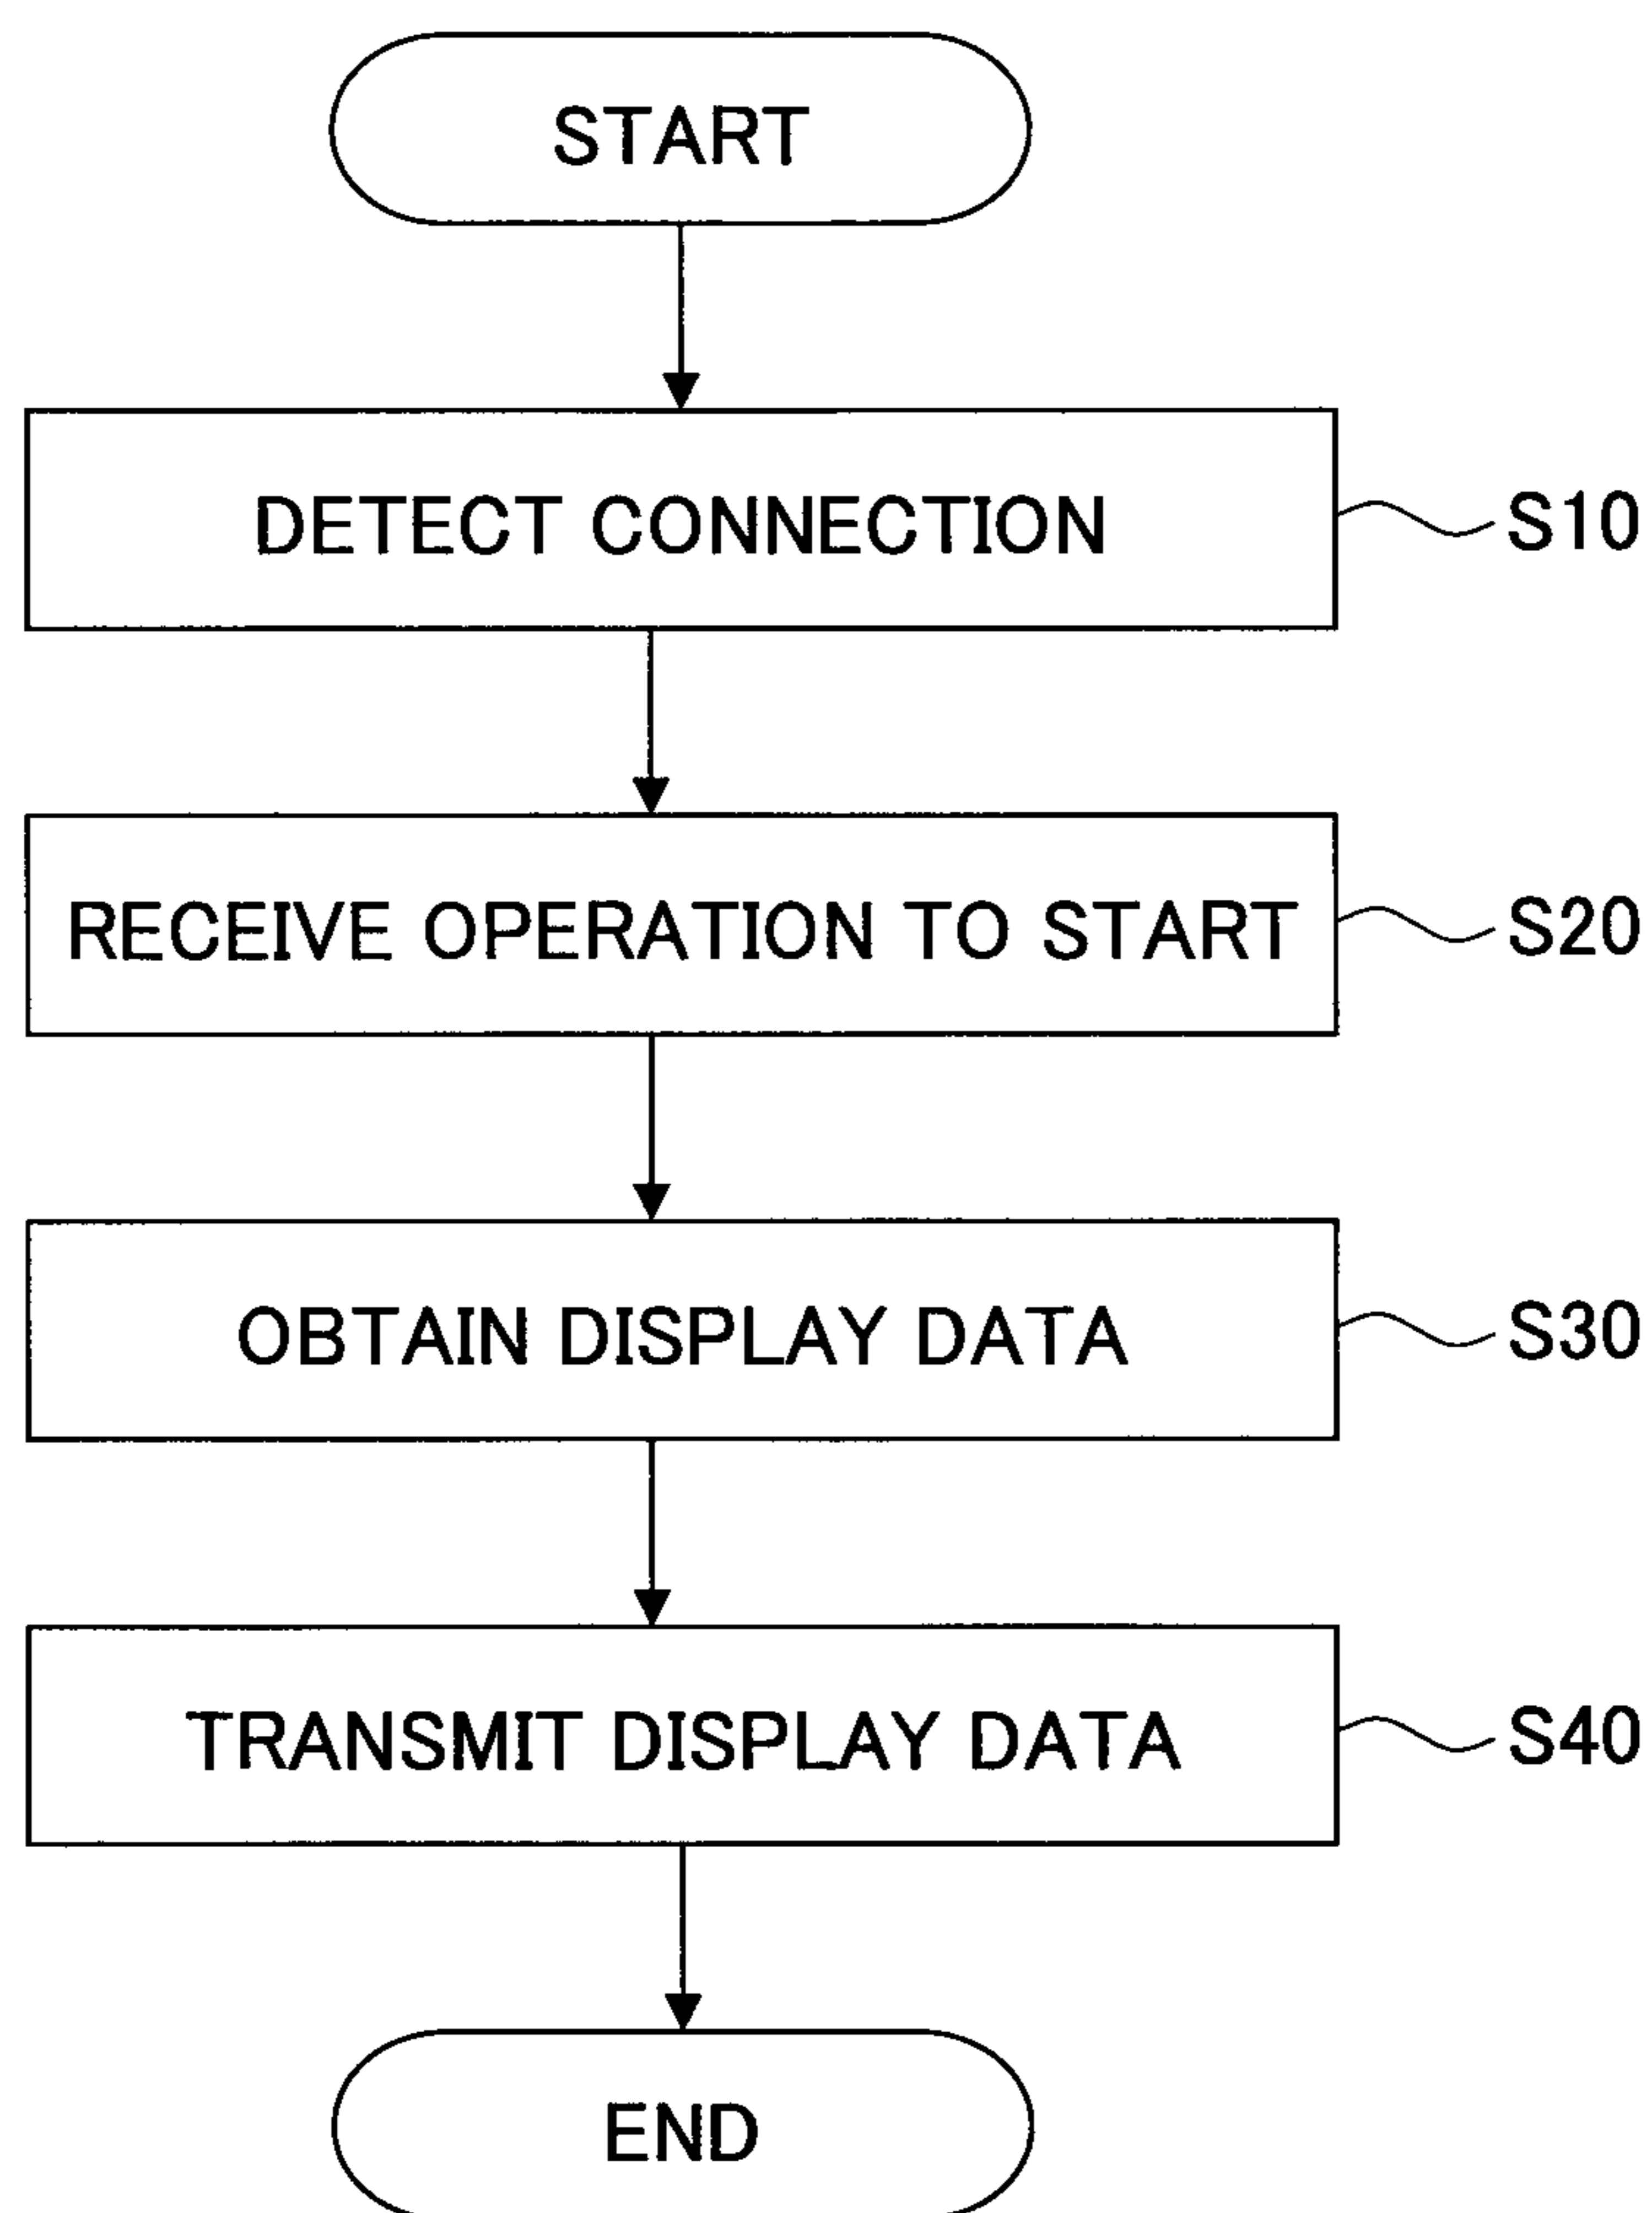 START
DETECT CONNECTION
S10
RECEIVE OPERATION TO START
S20
OBTAIN DISPLAY DATA
S30
TRANSMIT DISPLAY DATA
S40
END